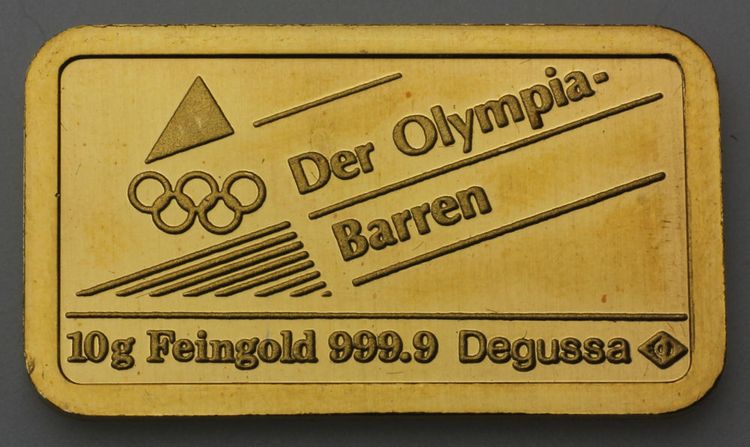 Der Olympia-
Barren
10g Feingold 999.9 Degussa